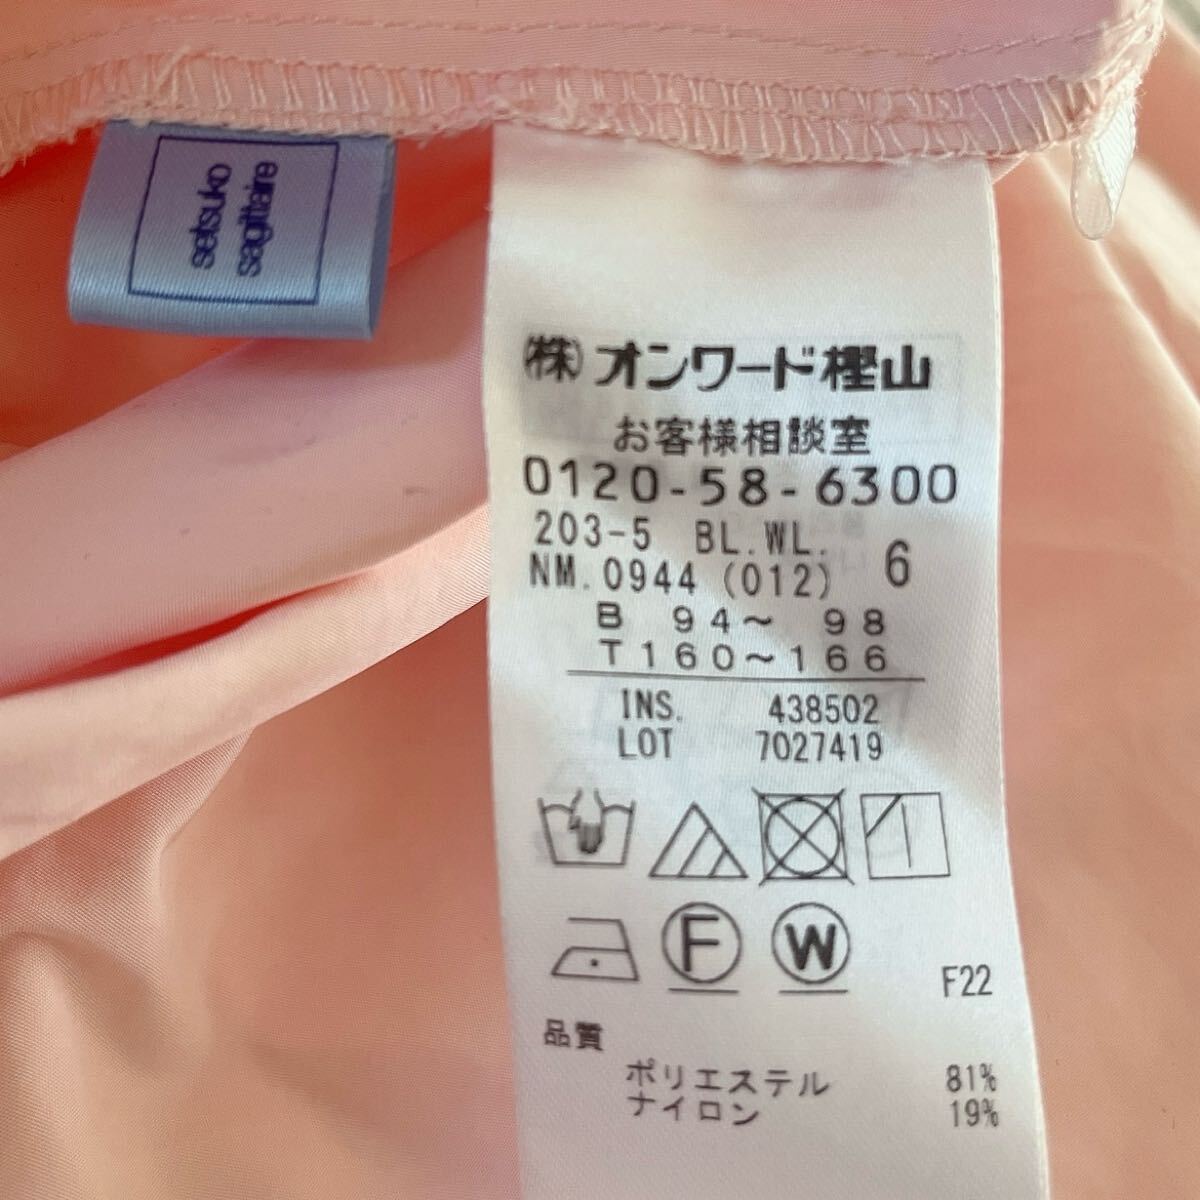 setsuko
sagittaire
(株)オンワード樫山
お客様相談室
0120-58-6300
203-5 BL.WL. 6
NM.0944(012)
B 94~ 98
T160~166
INS. 438502
LOT 7027419
F W
F22
品質
ポリエステル 81%
ナイロン 19%